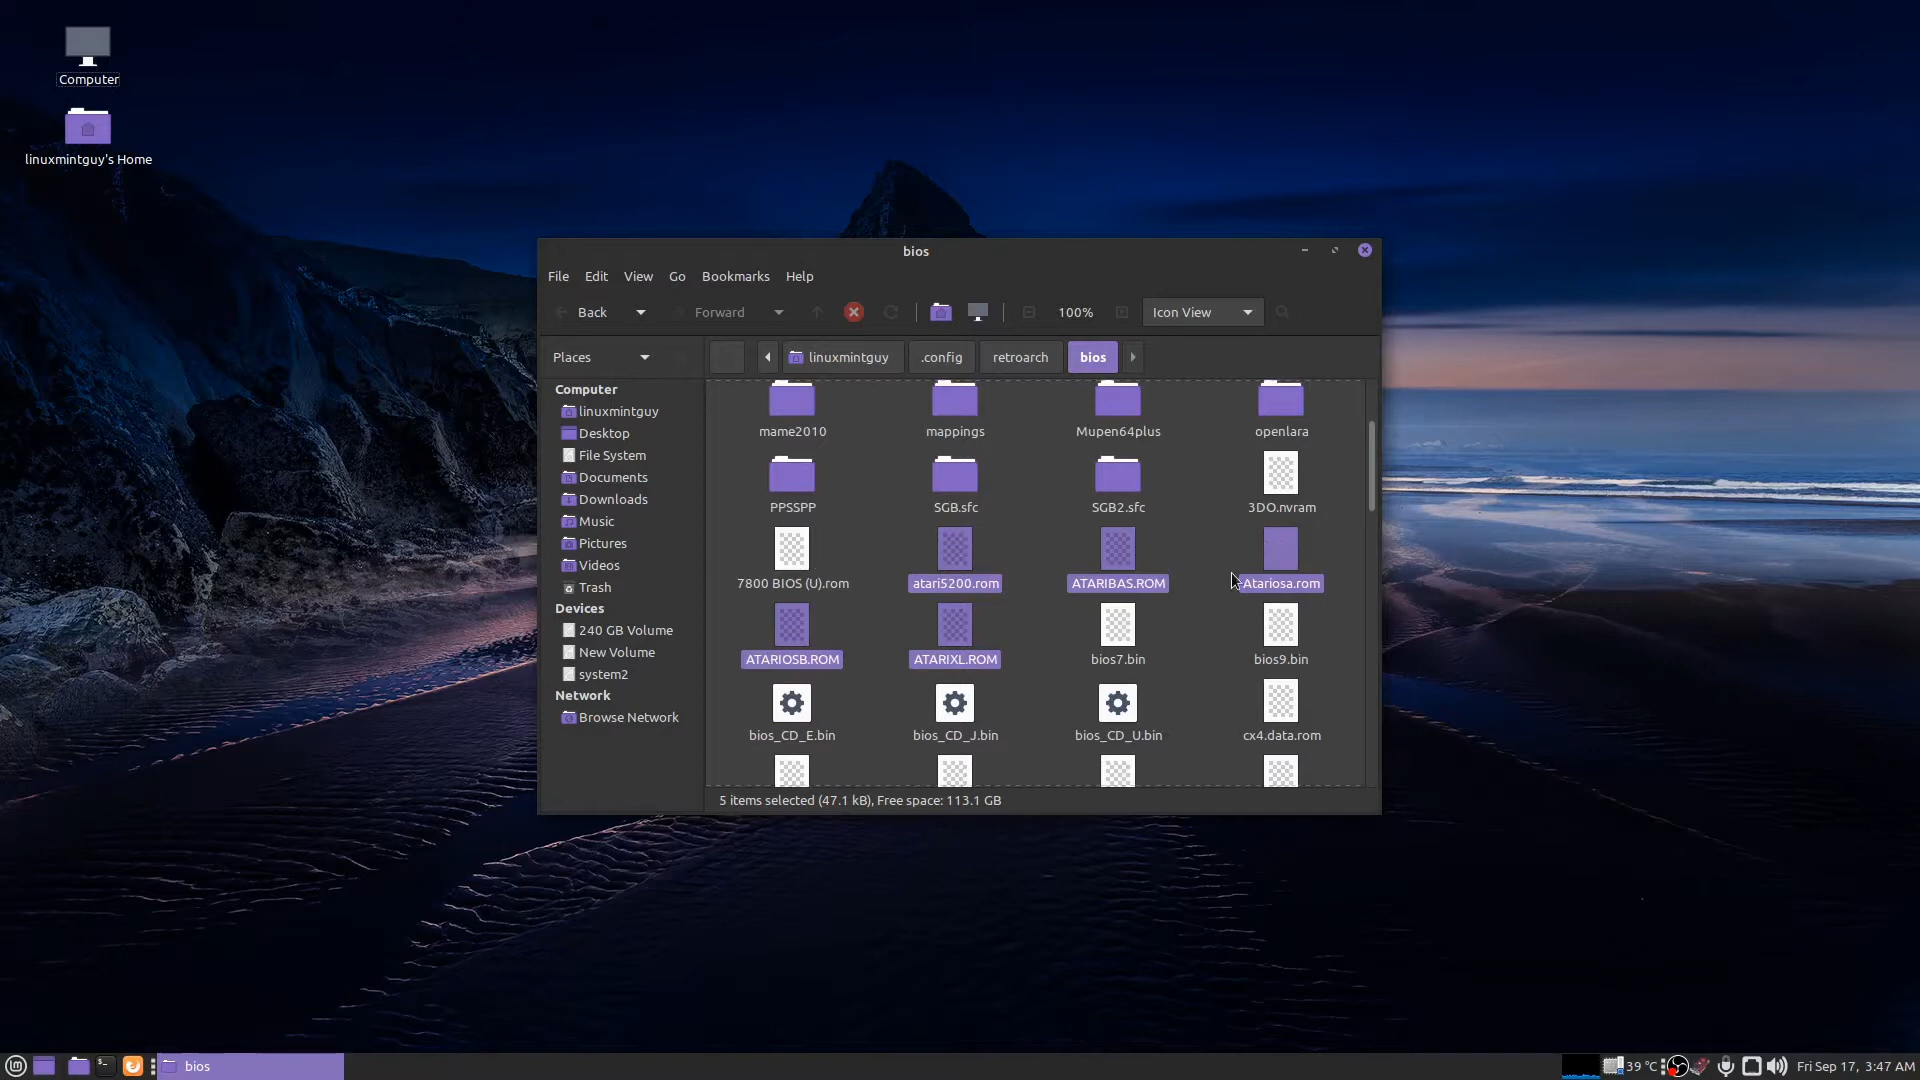 Computer
linuxmintguy's Home
bios
File Edit View Go Bookmarks Help
Back Forward 100% Icon View
Places linuxmintguy .config retroarch bios
Computer
linuxmintguy
Desktop
File System
Documents
Downloads
Music
Pictures
Videos
Trash
Devices
240 GB Volume
New Volume
system2
Network
Browse Network
mame2010 mappings Mupen64plus openlara
PPSSPP SGB.sfc SGB2.sfc 3DO.nvram
7800 BIOS (U).rom atari5200.rom ATARIBAS.ROM Atariosa.rom
ATARIOSB.ROM ATARIXL.ROM bios7.bin bios9.bin
bios_CD_E.bin bios_CD_J.bin bios_CD_U.bin cx4.data.rom
5 items selected (47.1 kB), Free space: 113.1 GB
bios 39 °C Fri Sep 17, 3:47 AM